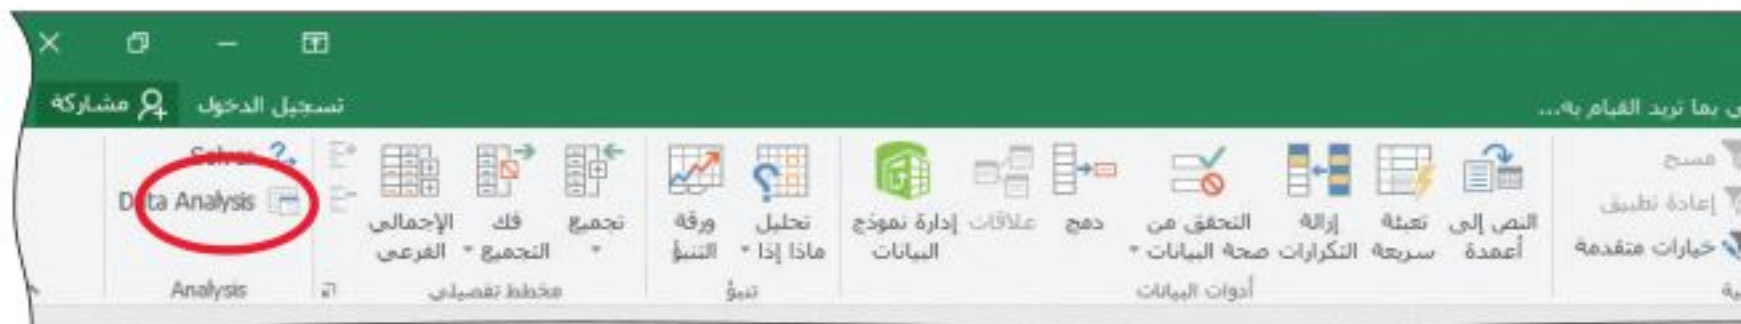 ى بما تريد القيام به...
تسجيل الدخول
مشاركة
مسح
إعادة تطبيق
خيارات متقدمة
النص إلى أعمدة
تعبئة سريعة
إزالة التكرارات
التحقق من صحة البيانات
دمج
علاقات
إدارة نموذج البيانات
أدوات البيانات
تحليل ماذا إذا
ورقة التنبؤ
تنبؤ
تجميع
فك التجميع
الإجمالي الفرعي
مخطط تفصيلي
Solver
Data Analysis
Analysis